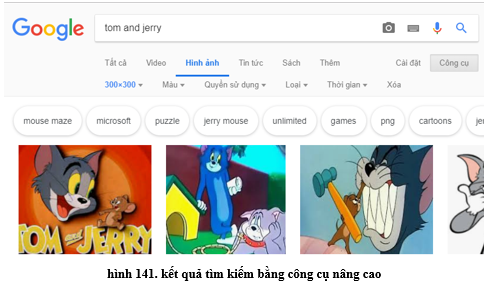 Google
tom and jerry
Tất cả Video Hình ảnh Tin tức Sách Thêm Cài đặt Công cụ
300×300 Màu Quyền sử dụng Loại Thời gian Xóa
mouse maze microsoft puzzle jerry mouse unlimited games png cartoons
TOM and JERRY
hình 141. kết quả tìm kiếm bằng công cụ nâng cao